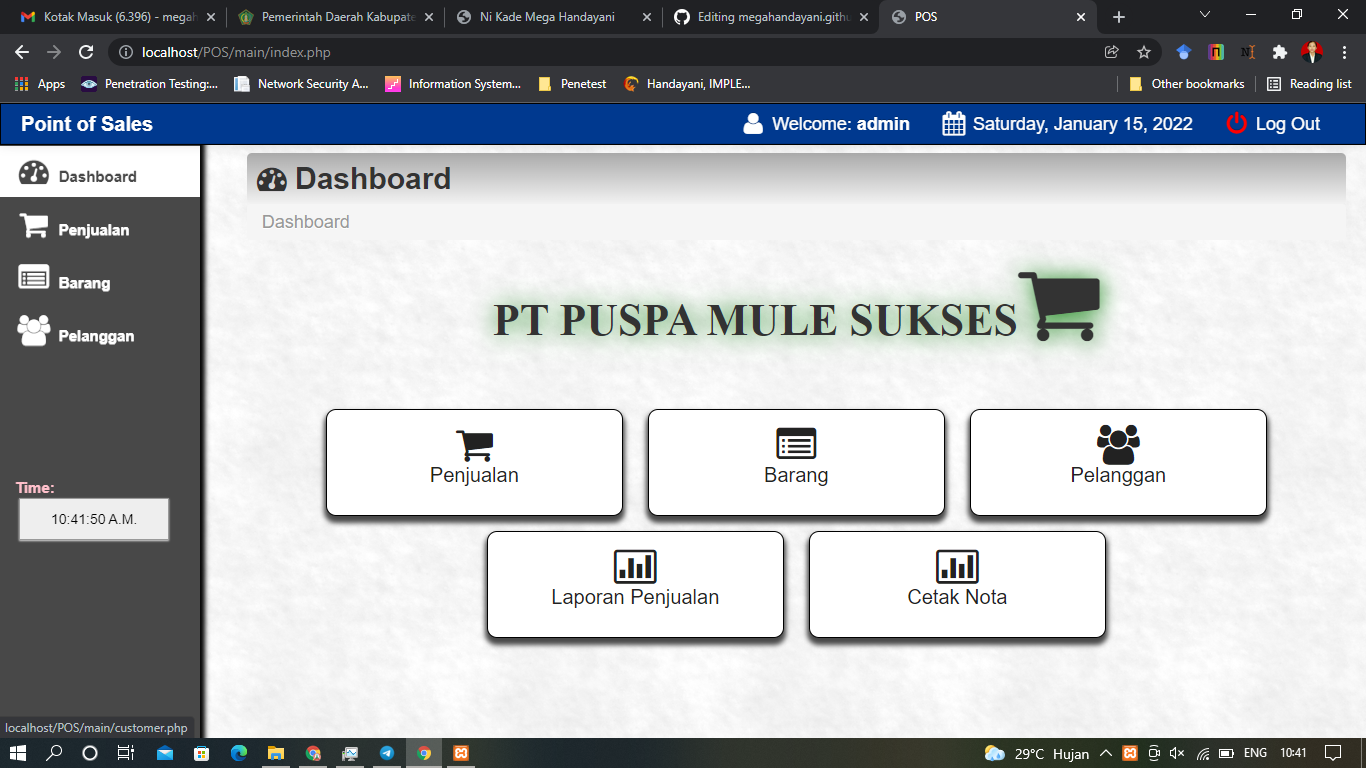 Kotak Masuk (6.396) - megah
Pemerintah Daerah Kabupate
Ni Kade Mega Handayani
Editing megahandayani.githu
POS
localhost/POS/main/index.php
Apps
Penetration Testing:...
Network Security A...
Information System...
Penetest
Handayani, IMPLE...
Other bookmarks
Reading list
Point of Sales
Welcome: admin
Saturday, January 15, 2022
Log Out
Dashboard
Penjualan
Barang
Pelanggan
Time:
10:41:50 A.M.
Dashboard
Dashboard
PT PUSPA MULE SUKSES
Penjualan
Barang
Pelanggan
Laporan Penjualan
Cetak Nota
localhost/POS/main/customer.php
29°C Hujan
ENG
10:41